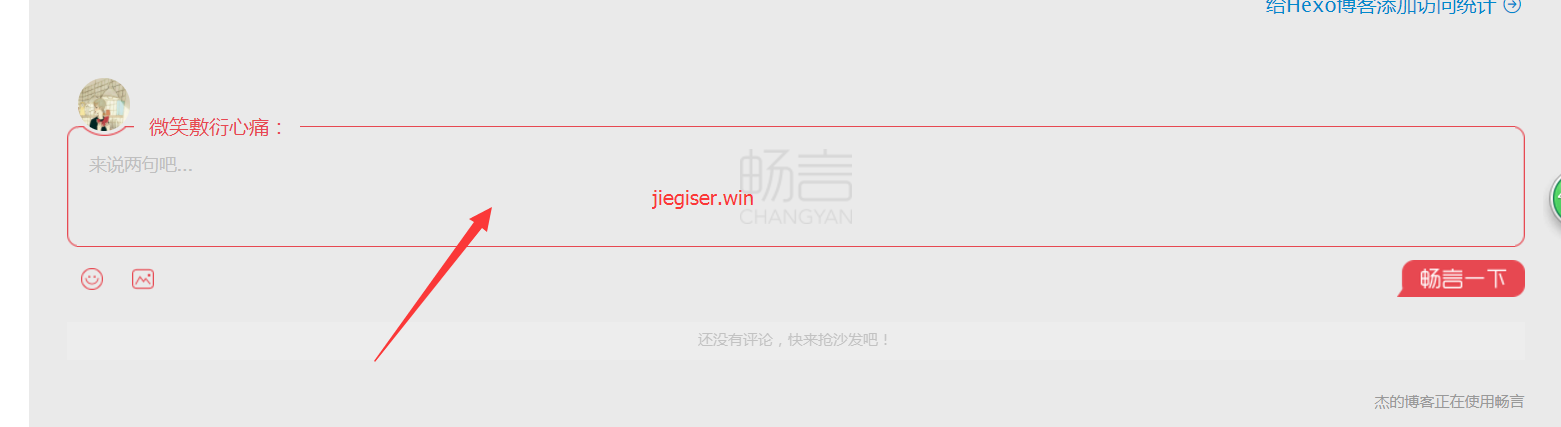 给Hexo博客添加访问统计
微笑敷衍心痛：
来说两句吧...
畅言
jiegiser.win
CHANGYAN
畅言一下
还没有评论，快来抢沙发吧！
杰的博客正在使用畅言